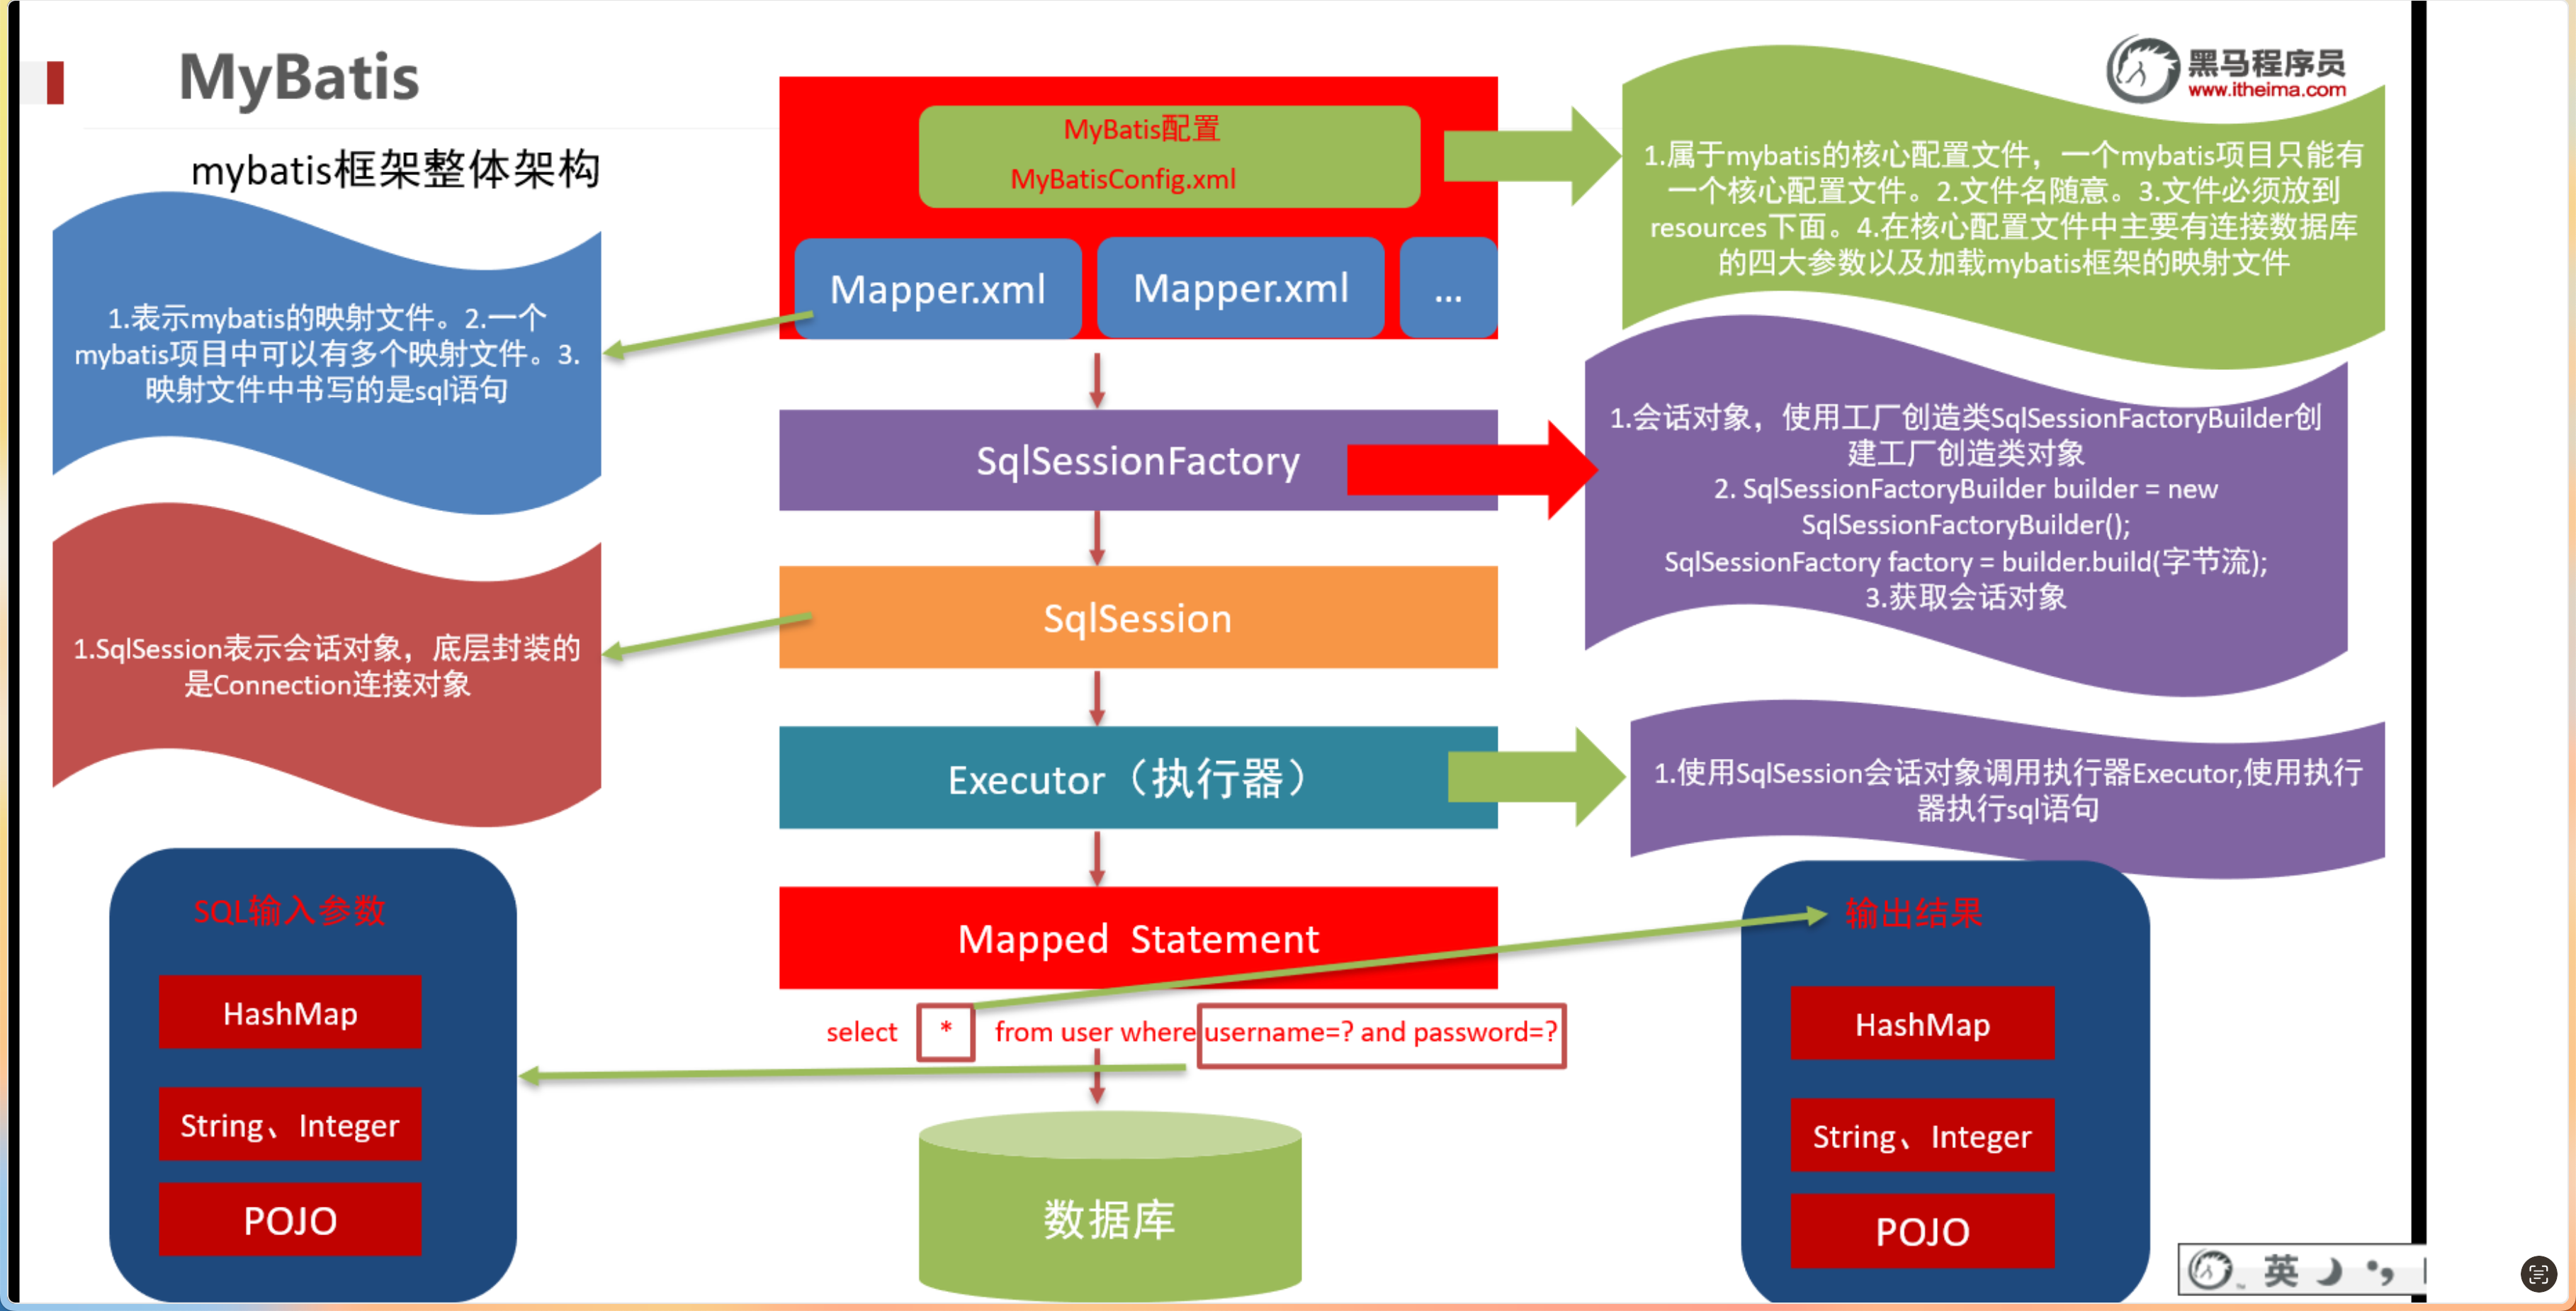 MyBatis
黑马程序员
www.itheima.com
mybatis框架整体架构
MyBatis配置
MyBatisConfig.xml
Mapper.xml
Mapper.xml
...
1.属于mybatis的核心配置文件，一个mybatis项目只能有
一个核心配置文件。2.文件名随意。3.文件必须放到
resources下面。4.在核心配置文件中主要有连接数据库
的四大参数以及加载mybatis框架的映射文件
1.表示mybatis的映射文件。2.一个
mybatis项目中可以有多个映射文件。3.
映射文件中书写的是sql语句
SqlSessionFactory
1.会话对象，使用工厂创造类SqlSessionFactoryBuilder创
建工厂创造类对象
2. SqlSessionFactoryBuilder builder = new
SqlSessionFactoryBuilder();
SqlSessionFactory factory = builder.build(字节流);
3.获取会话对象
SqlSession
1.SqlSession表示会话对象，底层封装的
是Connection连接对象
Executor（执行器）
1.使用SqlSession会话对象调用执行器Executor,使用执行
器执行sql语句
Mapped Statement
select * from user where username=? and password=?
SQL输入参数
HashMap
String、Integer
POJO
数据库
输出结果
HashMap
String、Integer
POJO
英